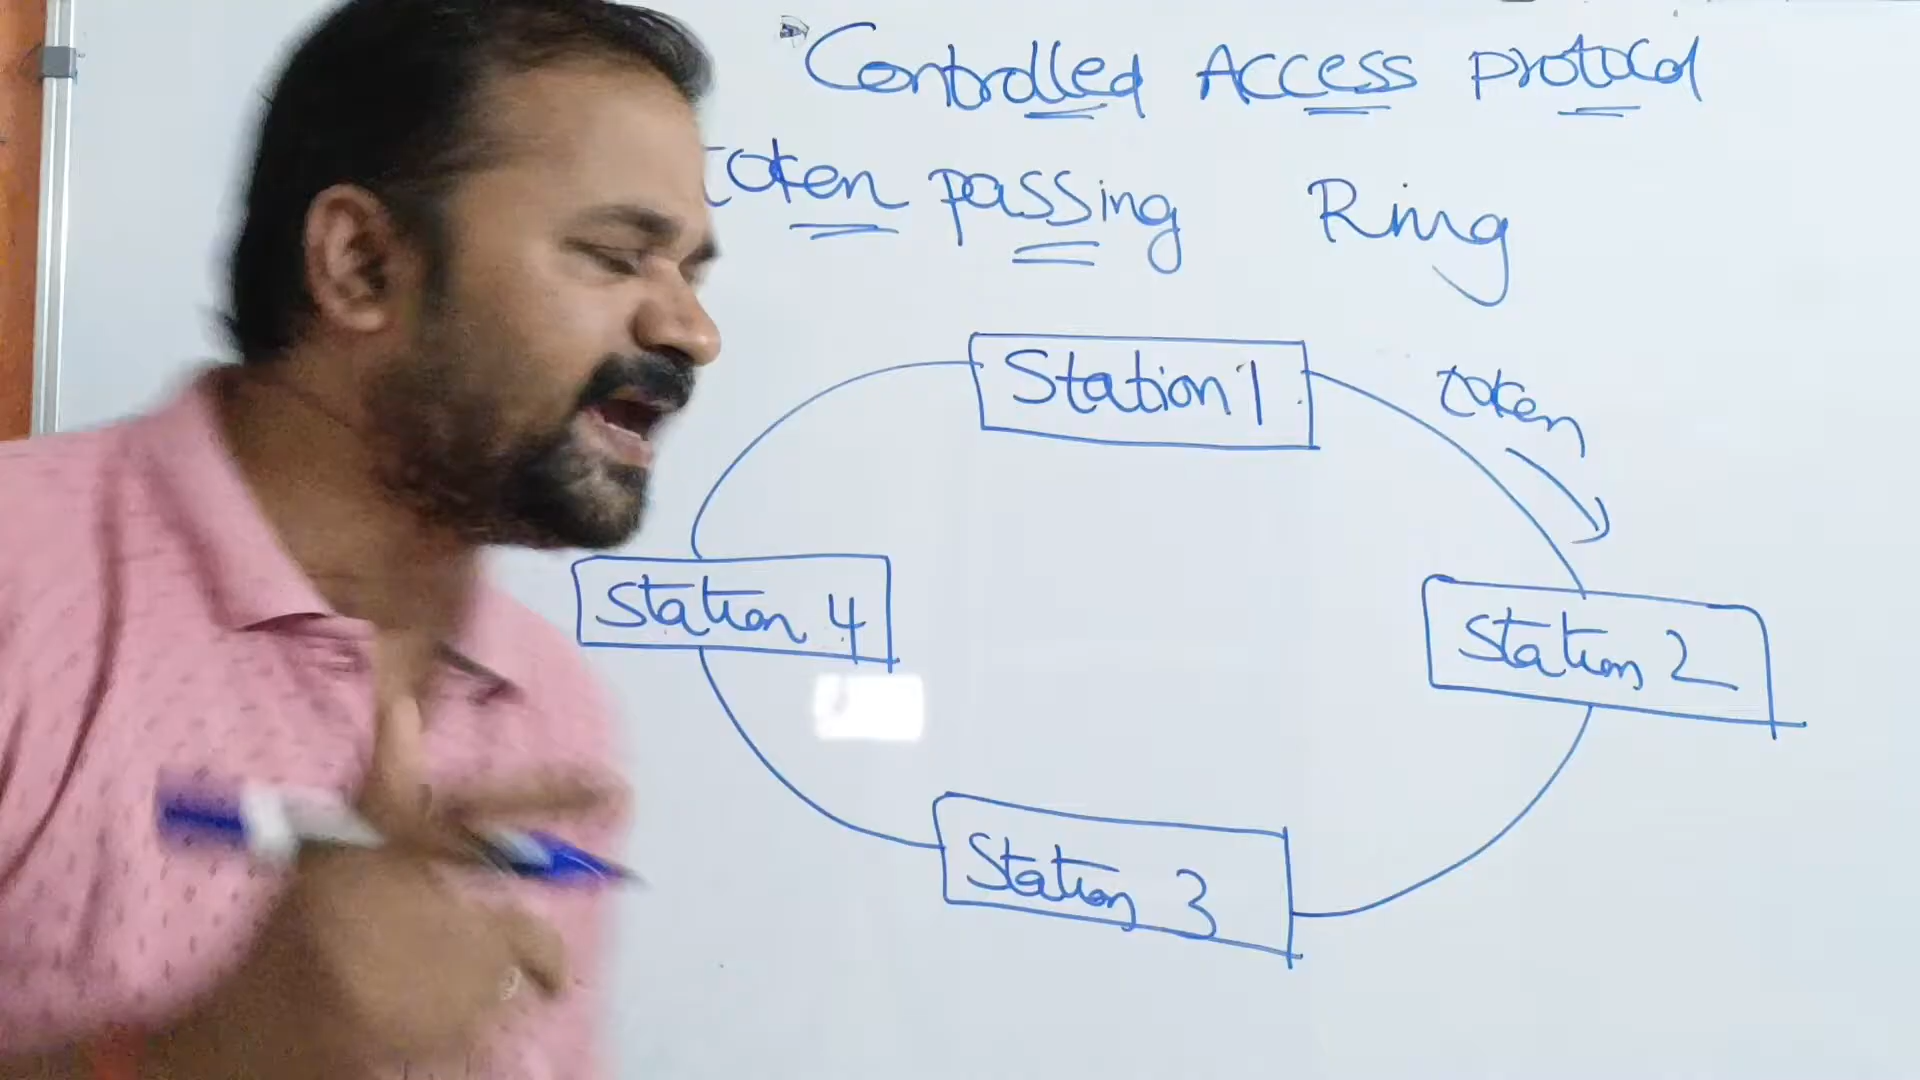 Controlled Access protocol
token passing Ring
Station 1
token
Station 4
Station 2
Station 3